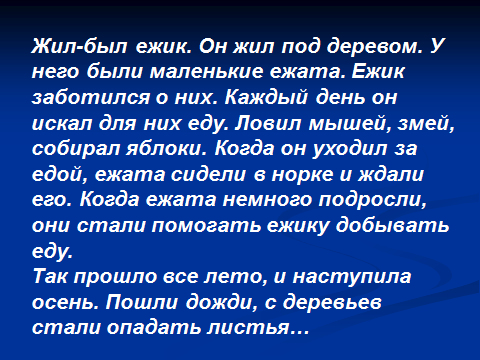 Жил-был ежик. Он жил под деревом. У
него были маленькие ежата. Ежик
заботился о них. Каждый день он
искал для них еду. Ловил мышей, змей,
собирал яблоки. Когда он уходил за
едой, ежата сидели в норке и ждали
его. Когда ежата немного подросли,
они стали помогать ежику добывать
еду.
Так прошло все лето, и наступила
осень. Пошли дожди, с деревьев
стали опадать листья…